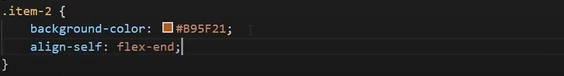 .item-2 {
    background-color: #B95F21;
    align-self: flex-end;
}